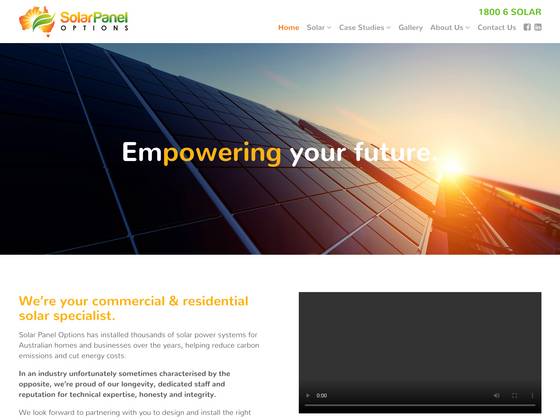 SolarPanel
OPTIONS
1800 6 SOLAR
Home Solar Case Studies Gallery About Us Contact Us
Empowering your future.
We're your commercial & residential
solar specialist.
Solar Panel Options has installed thousands of solar power systems for
Australian homes and businesses over the years, helping reduce carbon
emissions and cut energy costs.
In an industry unfortunately sometimes characterised by the
opposite, we're proud of our longevity, dedicated staff and
reputation for technical expertise, honesty and integrity.
We look forward to partnering with you to design and install the right
0:00